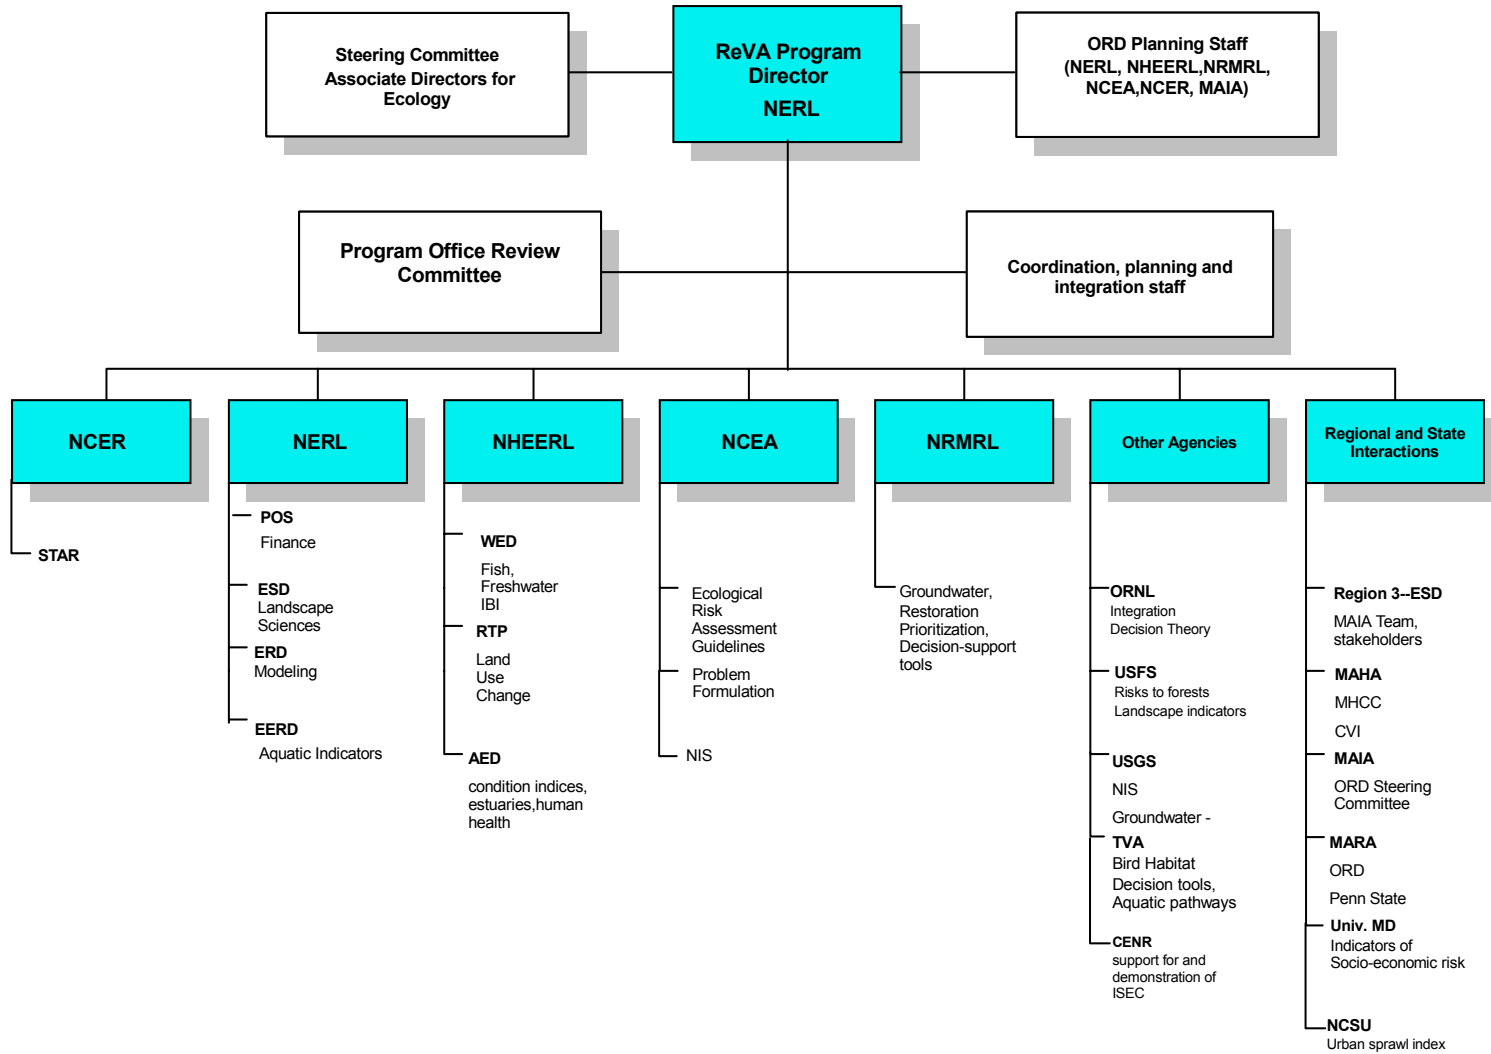 Steering Committee
Associate Directors for
Ecology
ReVA Program
Director
NERL
ORD Planning Staff
(NERL, NHEERL,NRMRL,
NCEA,NCER, MAIA)
Program Office Review
Committee
Coordination, planning and
integration staff
NCER
STAR
NERL
POS
Finance
ESD
Landscape
Sciences
ERD
Modeling
EERD
Aquatic Indicators
NHEERL
WED
Fish,
Freshwater
IBI
RTP
Land
Use
Change
AED
condition indices,
estuaries,human
health
NCEA
Ecological
Risk
Assessment
Guidelines
Problem
Formulation
NIS
NRMRL
Groundwater,
Restoration
Prioritization,
Decision-support
tools
Other Agencies
ORNL
Integration
Decision Theory
USFS
Risks to forests
Landscape indicators
USGS
NIS
Groundwater -
TVA
Bird Habitat
Decision tools,
Aquatic pathways
CENR
support for and
demonstration of
ISEC
Regional and State
Interactions
Region 3--ESD
MAIA Team,
stakeholders
MAHA
MHCC
CVI
MAIA
ORD Steering
Committee
MARA
ORD
Penn State
Univ. MD
Indicators of
Socio-economic risk
NCSU
Urban sprawl index